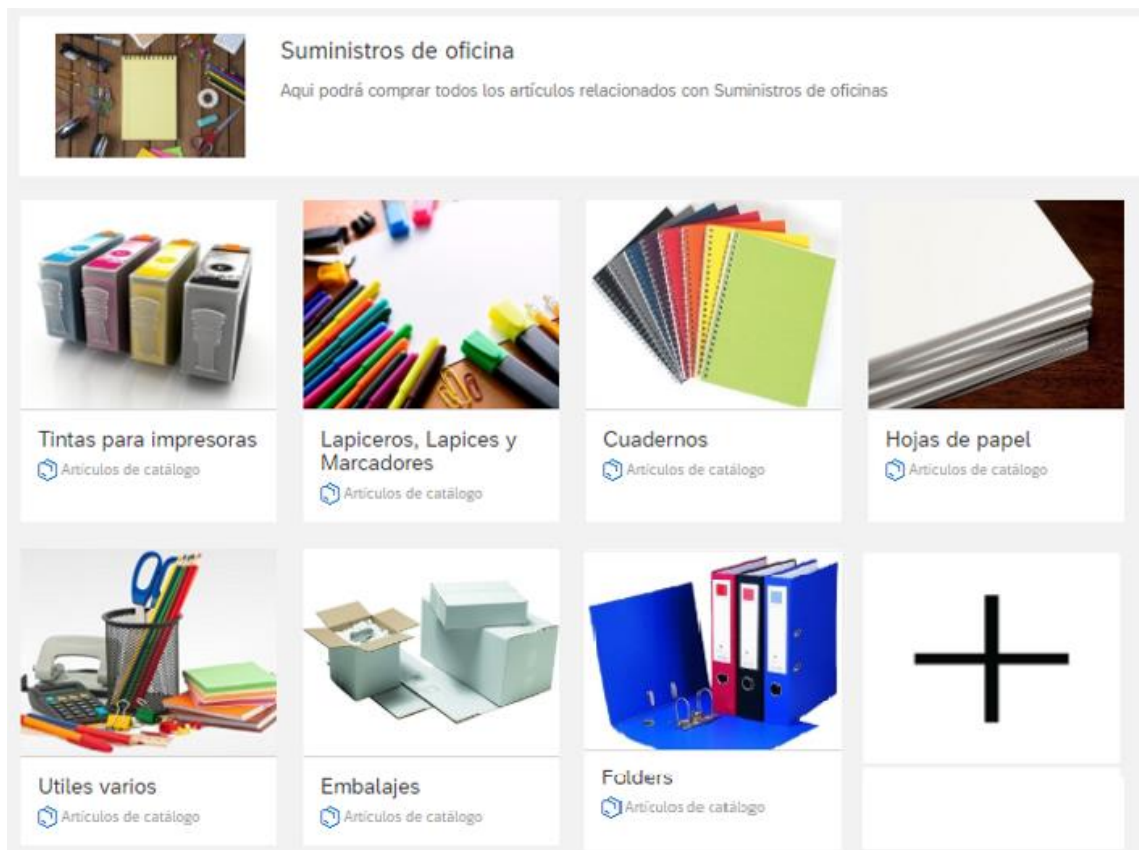 Suministros de oficina
Aqui podrá comprar todos los artículos relacionados con Suministros de oficinas
Tintas para impresoras
Artículos de catálogo
Lapiceros, Lapices y
Marcadores
Artículos de catálogo
Cuadernos
Artículos de catálogo
Hojas de papel
Artículos de catálogo
Utiles varios
Artículos de catálogo
Embalajes
Artículos de catálogo
Folders
Artículos de catálogo